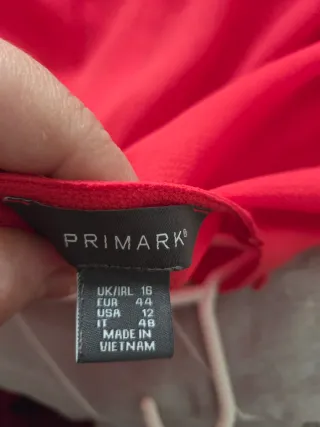 PRIMARK®
UK/IRL 16
EUR 44
USA 12
IT 48
MADE IN
VIETNAM